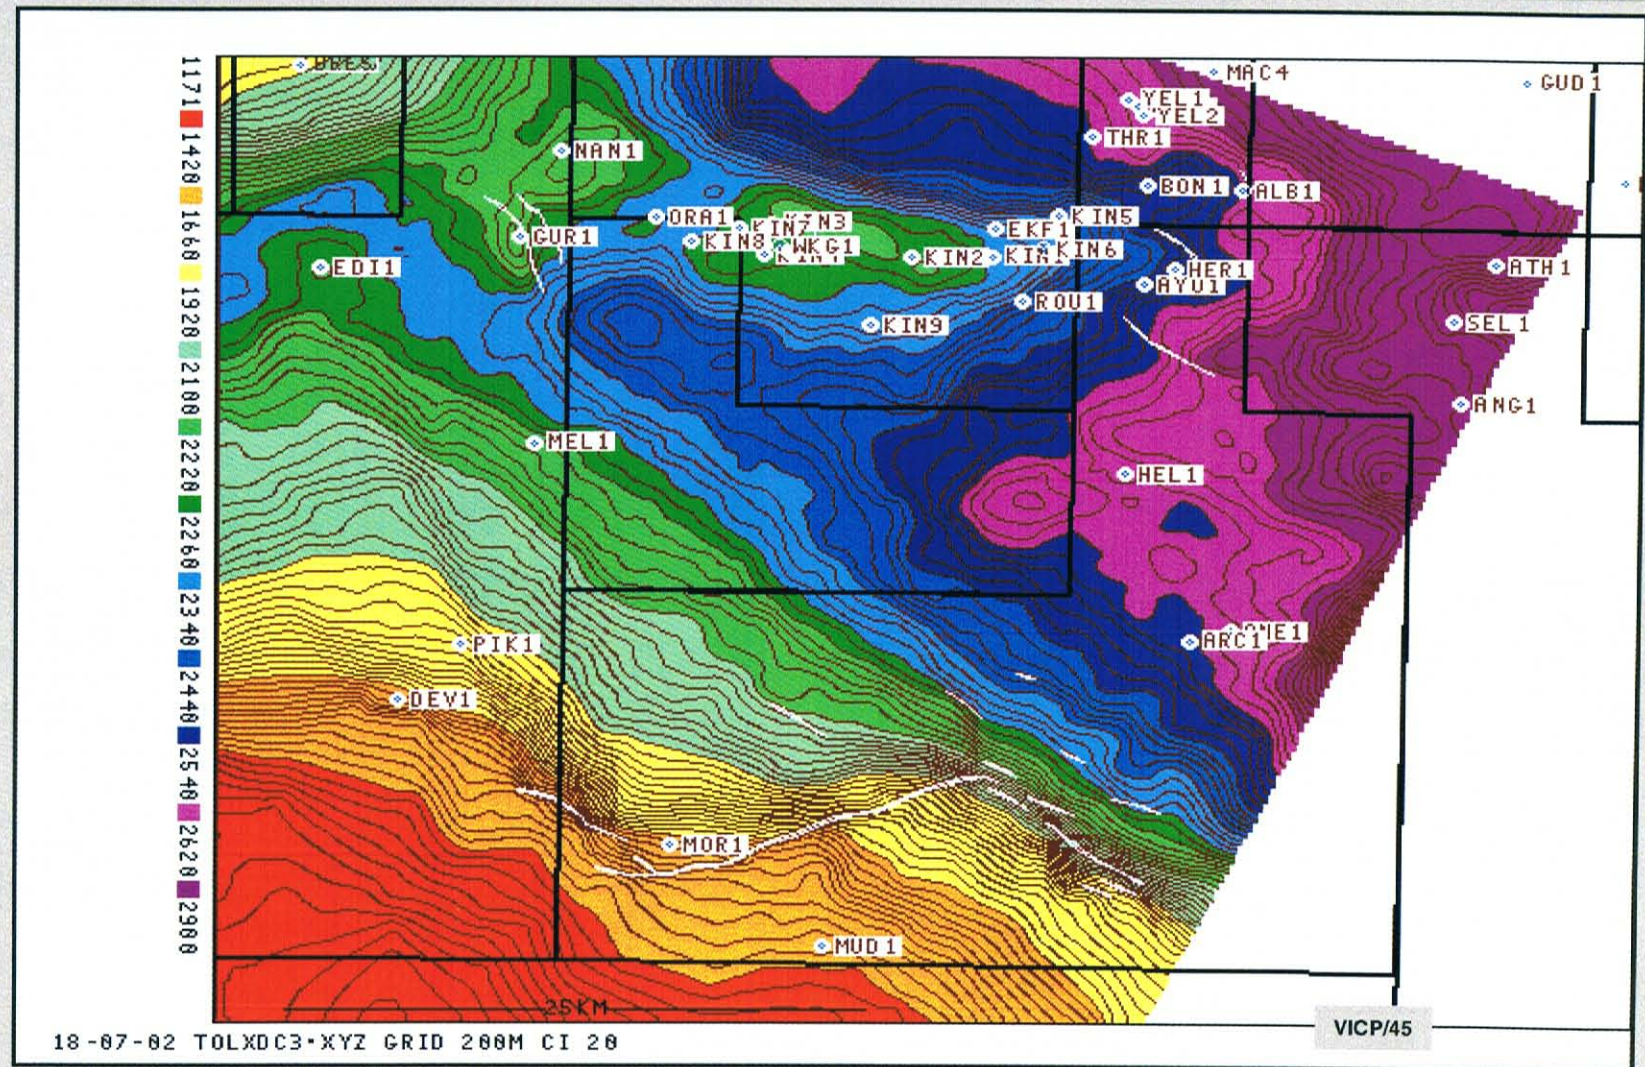 MAC4
GUD1
YEL1
YEL2
THR1
NAN1
BON1
ALB1
ORA1
KIN5
KIN7
EKF1
GUR1
KIN8
WKG1
KIN6
KIN2
EDI1
HER1
ATH1
AYU1
ROU1
KIN9
SEL1
ANG1
MEL1
HEL1
PIK1
ARC1
DEV1
MOR1
MUD1
25KM
1171
1420
1660
1920
2100
2220
2260
2340
2440
2540
2620
2900
VICP/45
18-07-02 TOLXDC3·XYZ GRID 200M CI 20